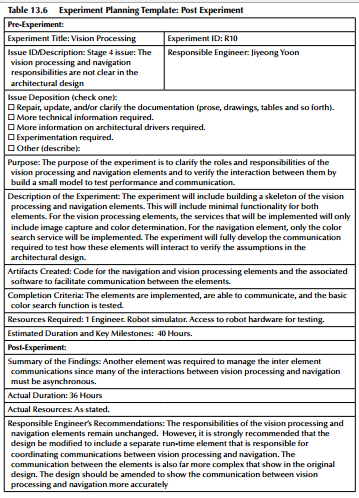 Table 13.6 Experiment Planning Template: Post Experiment
Pre-Experiment:
Experiment Title: Vision Processing
Experiment ID: R10
Issue ID/Description: Stage 4 issue: The
vision processing and navigation
responsibilities are not clear in the
architectural design
Responsible Engineer: Jiyeong Yoon
Issue Deposition (check one):
☐ Repair, update, and/or clarify the documentation (prose, drawings, tables and so forth).
☐ More technical information required.
☐ More information on architectural drivers required.
☐ Experimentation required.
☐ Other (describe):
Purpose: The purpose of the experiment is to clarify the roles and responsibilities of the
vision processing and navigation elements and to verify the interaction between them by
build a small model to test performance and communication.
Description of the Experiment: The experiment will include building a skeleton of the vision
processing and navigation elements. This will include minimal functionality for both
elements. For the vision processing elements, the services that will be implemented will only
include image capture and color determination. For the navigation element, only the color
search service will be implemented. The experiment will fully develop the communication
required to test how these elements will interact to verify the assumptions in the
architectural design.
Artifacts Created: Code for the navigation and vision processing elements and the associated
software to facilitate communication between the elements.
Completion Criteria: The elements are implemented, are able to communicate, and the basic
color search function is tested.
Resources Required: 1 Engineer. Robot simulator. Access to robot hardware for testing.
Estimated Duration and Key Milestones: 40 Hours.
Post-Experiment:
Summary of the Findings: Another element was required to manage the inter element
communications since many of the interactions between vision processing and navigation
must be asynchronous.
Actual Duration: 36 Hours
Actual Resources: As stated.
Responsible Engineer's Recommendations: The responsibilities of the vision processing and
navigation elements remain unchanged. However, it is strongly recommended that the
design be modified to include a separate run-time element that is responsible for
coordinating communications between vision processing and navigation. The
communication between the elements is also far more complex that show in the original
design. The design should be amended to show the communication between vision
processing and navigation more accurately